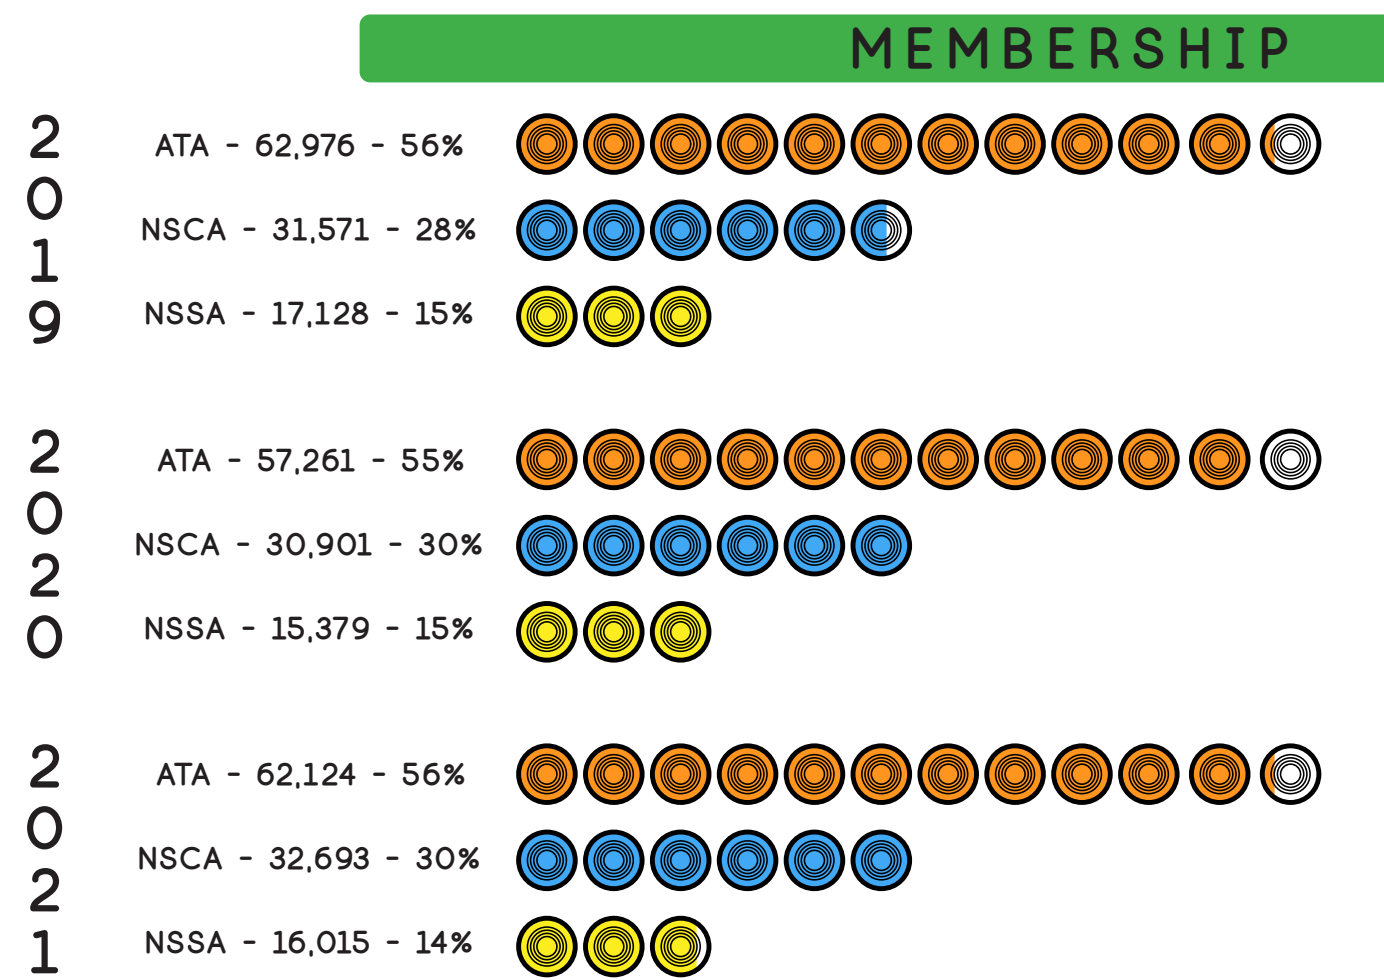 MEMBERSHIP
2019
ATA - 62,976 - 56%
NSCA - 31,571 - 28%
NSSA - 17,128 - 15%
2020
ATA - 57,261 - 55%
NSCA - 30,901 - 30%
NSSA - 15,379 - 15%
2021
ATA - 62,124 - 56%
NSCA - 32,693 - 30%
NSSA - 16,015 - 14%